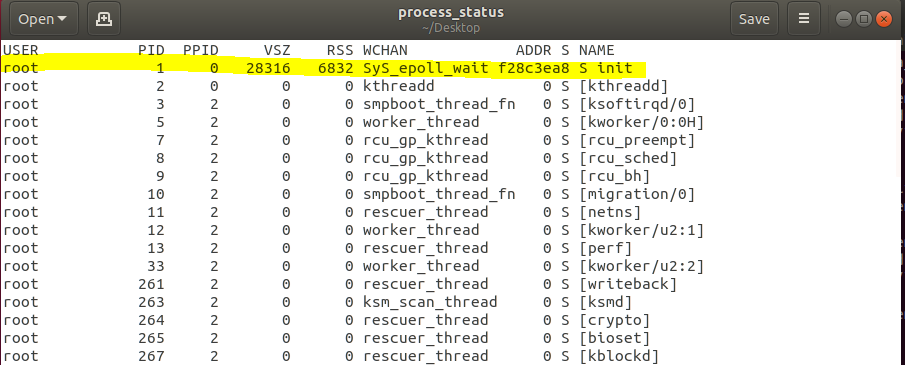 Open process_status Save
~/Desktop
USER PID PPID VSZ RSS WCHAN ADDR S NAME
root 1 0 28316 6832 SyS_epoll_wait f28c3ea8 S init
root 2 0 0 0 kthreadd 0 S [kthreadd]
root 3 2 0 0 smpboot_thread_fn 0 S [ksoftirqd/0]
root 5 2 0 0 worker_thread 0 S [kworker/0:0H]
root 7 2 0 0 rcu_gp_kthread 0 S [rcu_preempt]
root 8 2 0 0 rcu_gp_kthread 0 S [rcu_sched]
root 9 2 0 0 rcu_gp_kthread 0 S [rcu_bh]
root 10 2 0 0 smpboot_thread_fn 0 S [migration/0]
root 11 2 0 0 rescuer_thread 0 S [netns]
root 12 2 0 0 worker_thread 0 S [kworker/u2:1]
root 13 2 0 0 rescuer_thread 0 S [perf]
root 33 2 0 0 worker_thread 0 S [kworker/u2:2]
root 261 2 0 0 rescuer_thread 0 S [writeback]
root 263 2 0 0 ksm_scan_thread 0 S [ksmd]
root 264 2 0 0 rescuer_thread 0 S [crypto]
root 265 2 0 0 rescuer_thread 0 S [bioset]
root 267 2 0 0 rescuer_thread 0 S [kblockd]